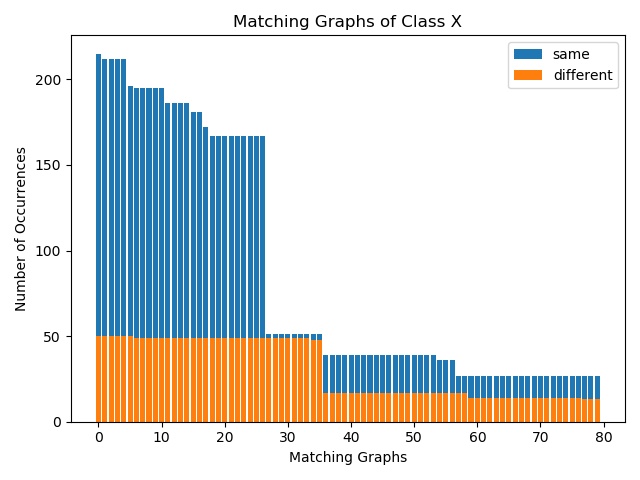 Matching Graphs of Class X
same
different
Number of Occurrences
200
150
100
50
0
0 10 20 30 40 50 60 70 80
Matching Graphs